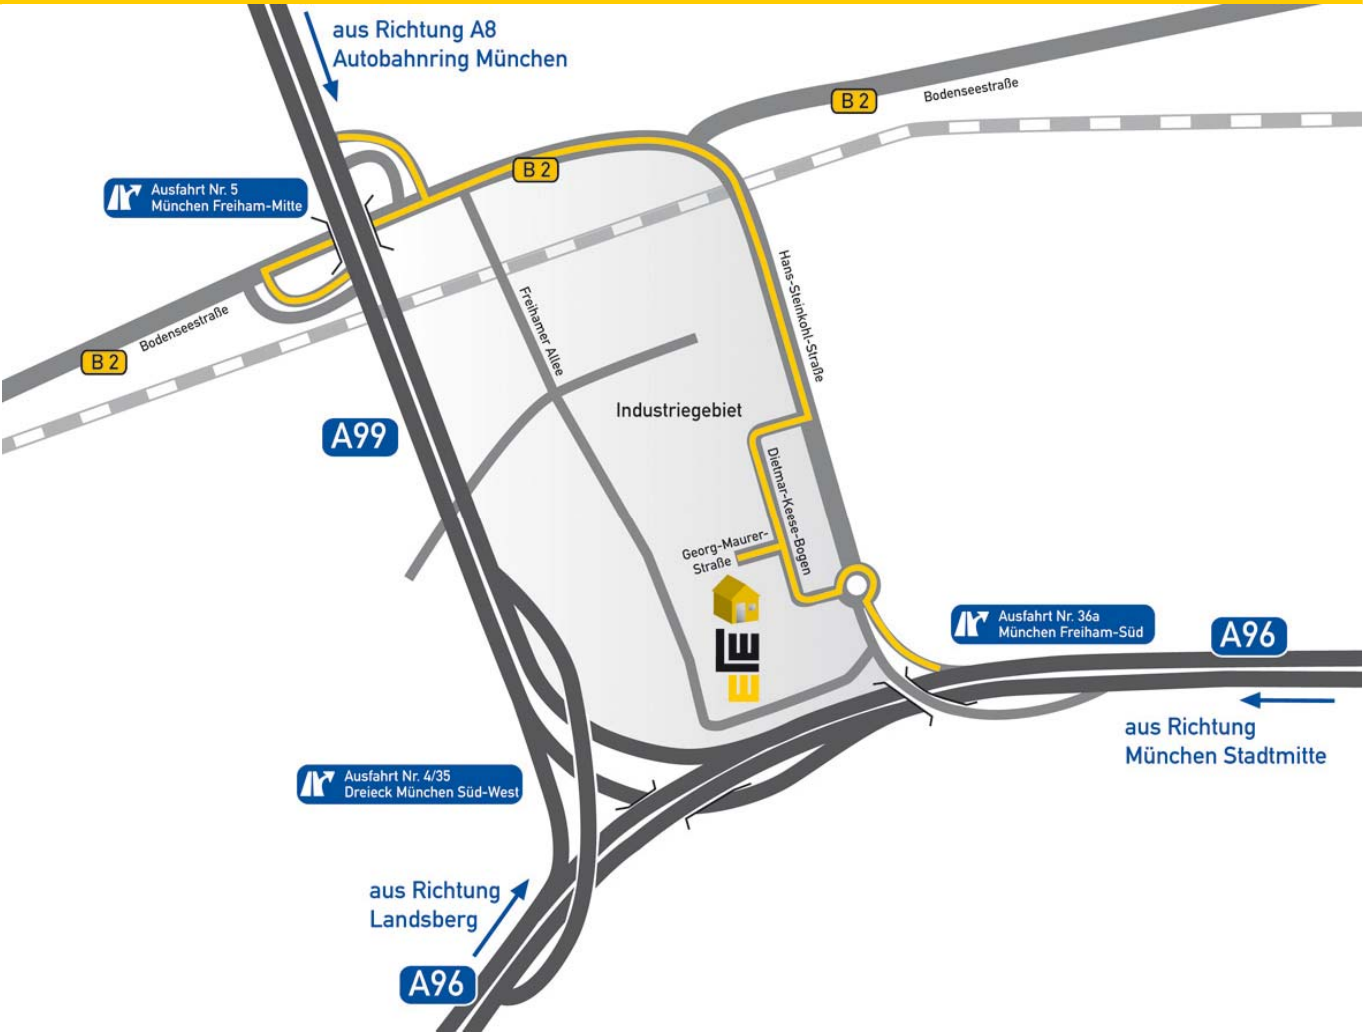 aus Richtung A8
Autobahnring München
B 2
Bodenseestraße
B 2
Ausfahrt Nr. 5
München Freiham-Mitte
Hans-Steinkohl-Straße
Freihamer Allee
Bodenseestraße
B 2
Industriegebiet
A99
Dietmar-Keese-Bogen
Georg-Maurer-
Straße
Ausfahrt Nr. 36a
München Freiham-Süd
A96
aus Richtung
München Stadtmitte
Ausfahrt Nr. 4/35
Dreieck München Süd-West
aus Richtung
Landsberg
A96